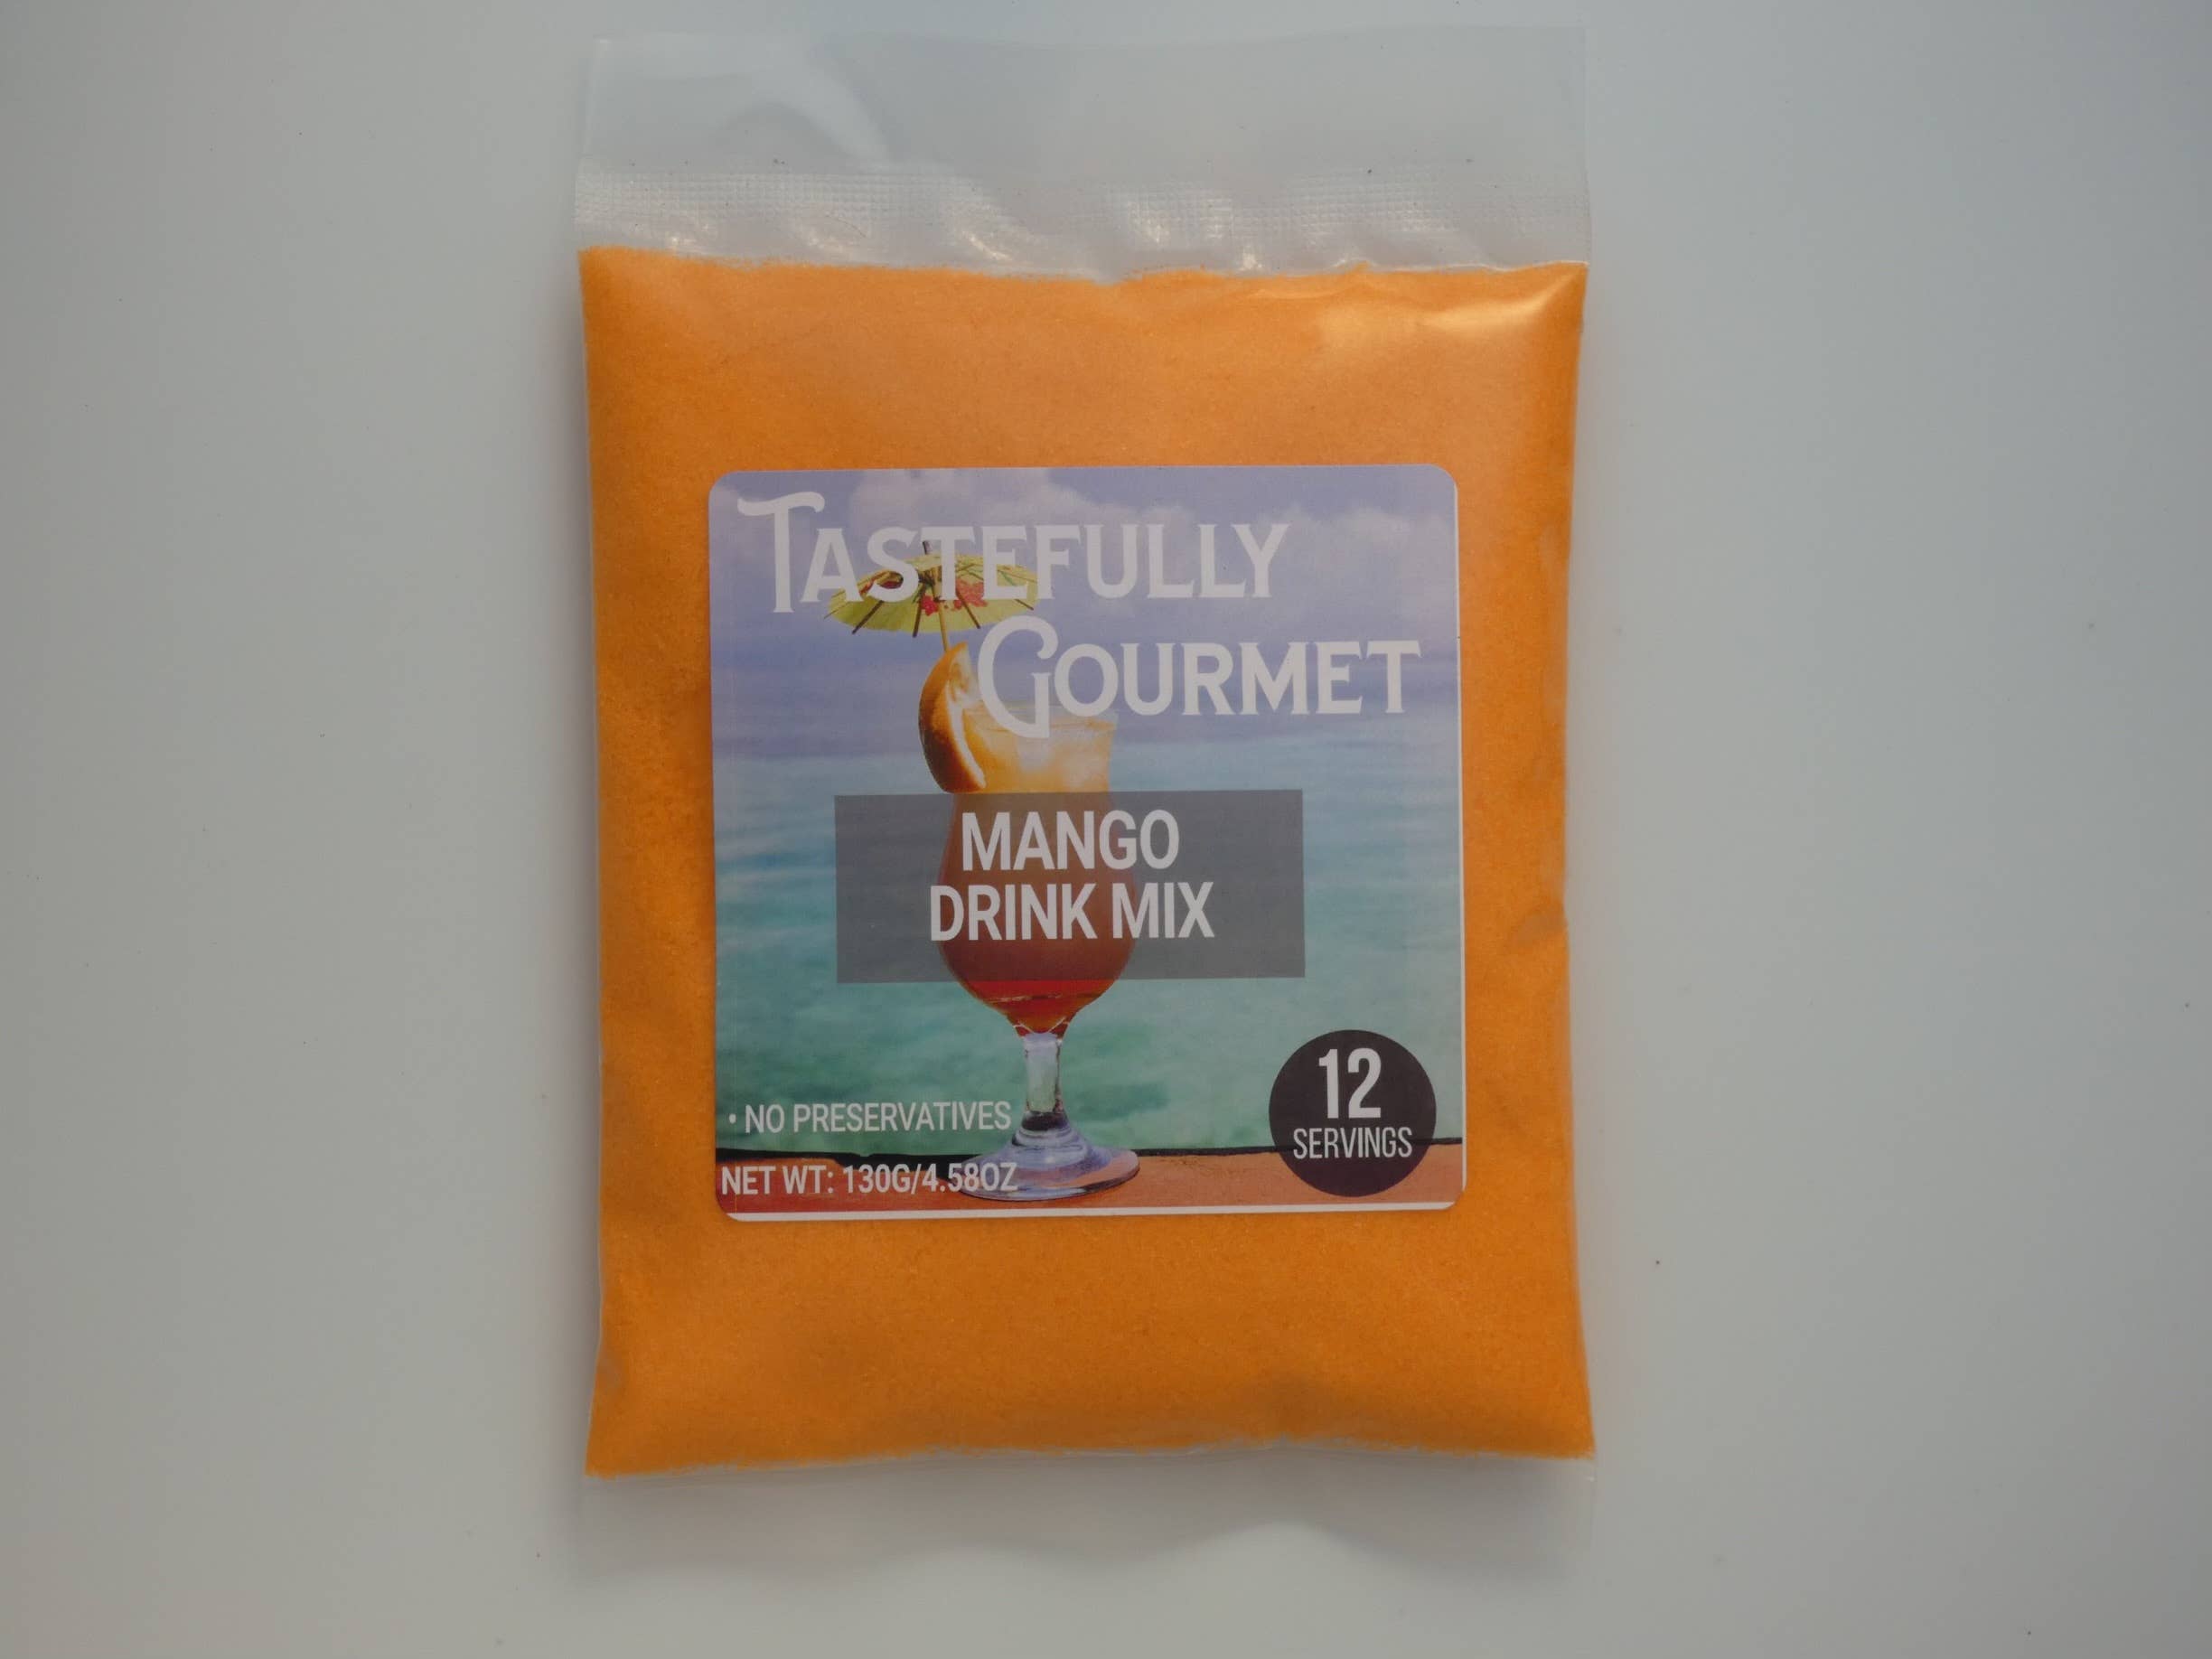 TASTEFULLY
GOURMET
MANGO
DRINK MIX
12
SERVINGS
• NO PRESERVATIVES
NET WT: 130G/4.58OZ